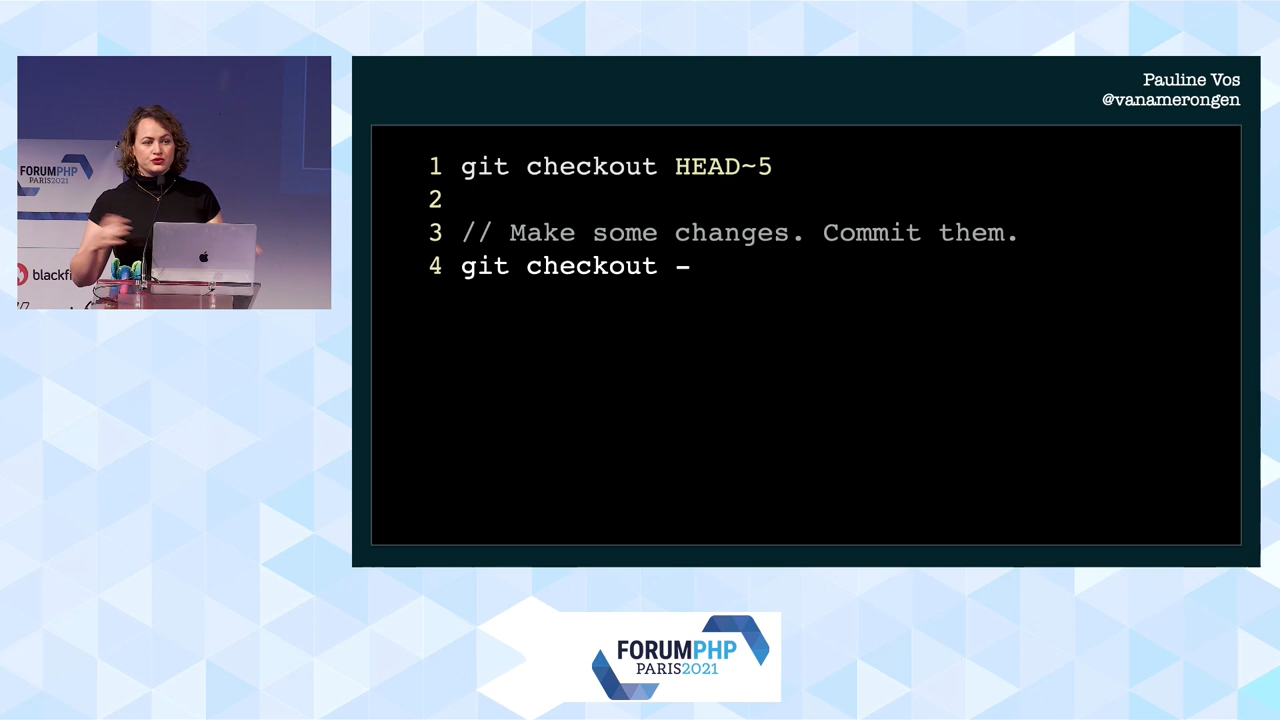 Pauline Vos
@vanamerongen
1 git checkout HEAD~5
2
3 // Make some changes. Commit them.
4 git checkout -
FORUMPHP
PARIS2021
blackfi
FORUMPHP
PARIS2021